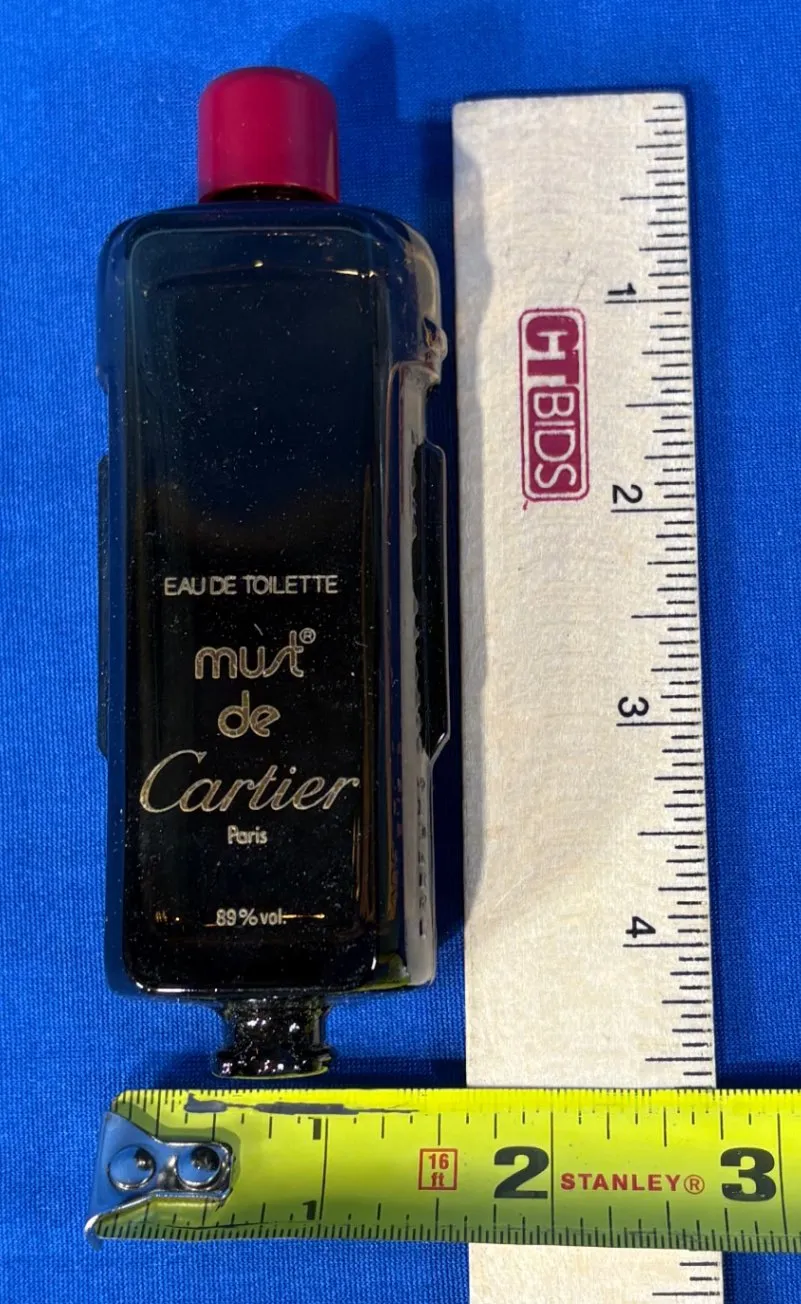 EAU DE TOILETTE
must®
de
Cartier
Paris
89% vol.
CTBIDS
1
2
3
4
1
16
ft
2
STANLEY®
3
1